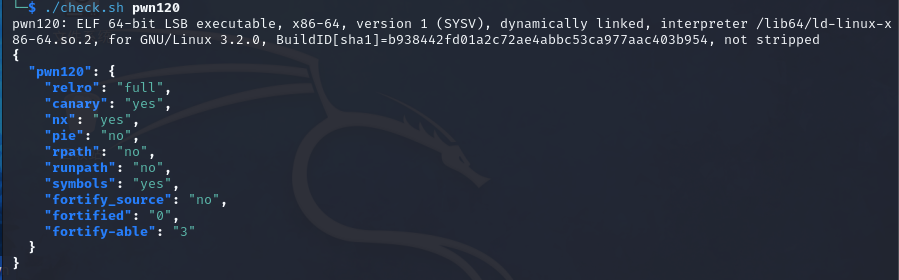 └─$ ./check.sh pwn120
pwn120: ELF 64-bit LSB executable, x86-64, version 1 (SYSV), dynamically linked, interpreter /lib64/ld-linux-x
86-64.so.2, for GNU/Linux 3.2.0, BuildID[sha1]=b938442fd01a2c72ae4abbc53ca977aac403b954, not stripped
{
  "pwn120": {
    "relro": "full",
    "canary": "yes",
    "nx": "yes",
    "pie": "no",
    "rpath": "no",
    "runpath": "no",
    "symbols": "yes",
    "fortify_source": "no",
    "fortified": "0",
    "fortify-able": "3"
  }
}